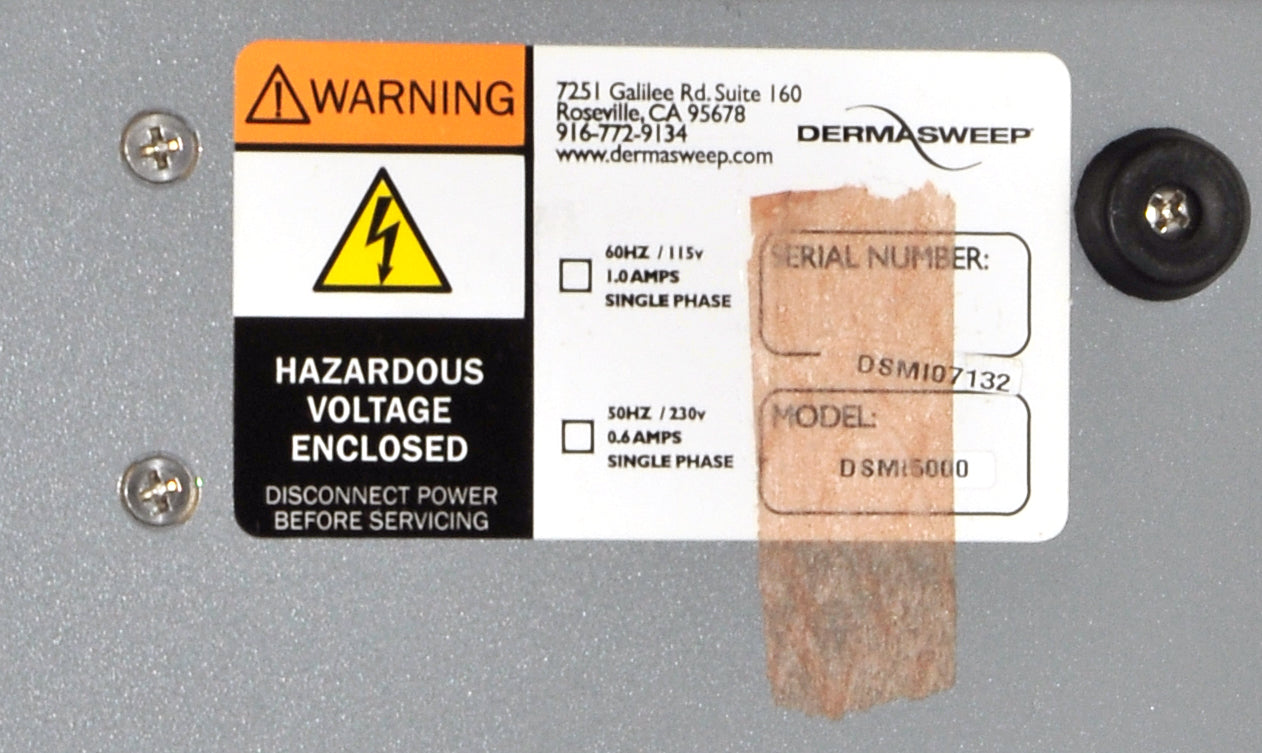 WARNING
HAZARDOUS
VOLTAGE
ENCLOSED
DISCONNECT POWER
BEFORE SERVICING
7251 Galilee Rd. Suite 160
Roseville, CA 95678
916-772-9134
www.dermasweep.com
DERMASWEEP
60HZ / 115v
1.0 AMPS
SINGLE PHASE
50HZ / 230v
0.6 AMPS
SINGLE PHASE
SERIAL NUMBER:
DSMI07132
MODEL:
DSMI5000